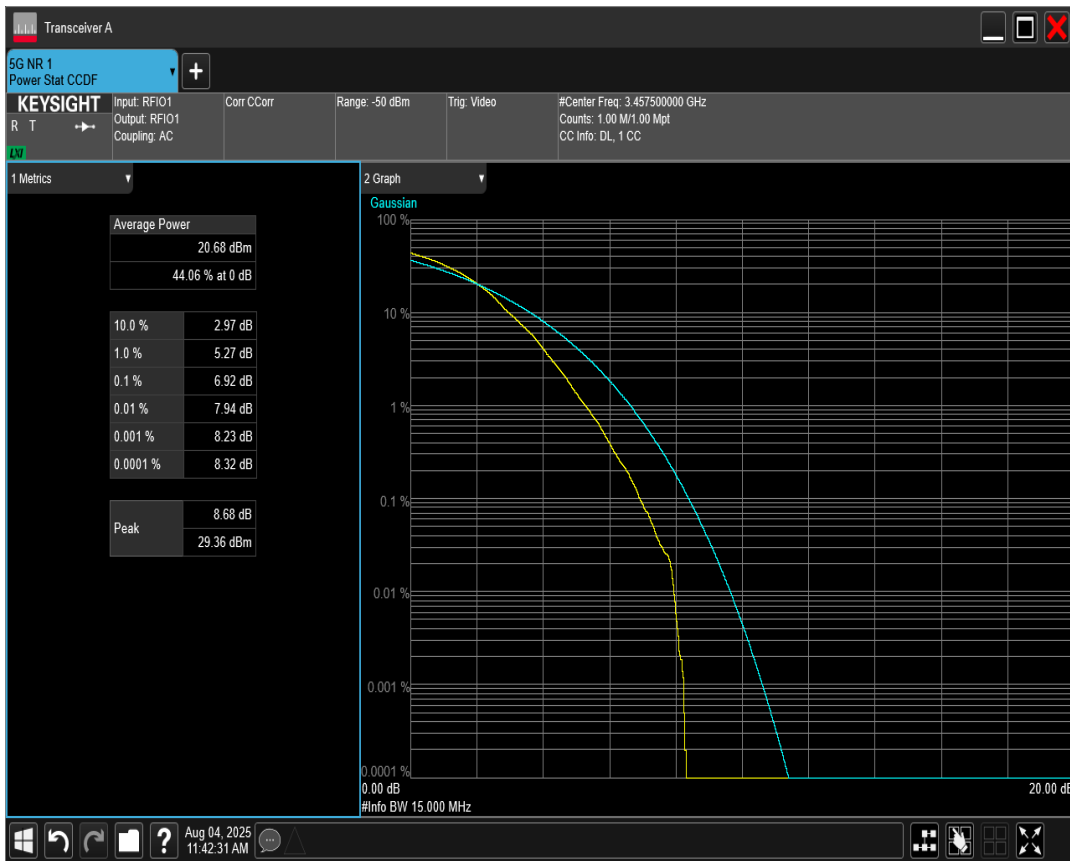 Transceiver A
5G NR 1
Power Stat CCDF
KEYSIGHT
R T
LXI
Input: RFIO1
Output: RFIO1
Coupling: AC
Corr CCorr
Range: -50 dBm
Trig: Video
#Center Freq: 3.457500000 GHz
Counts: 1.00 M/1.00 Mpt
CC Info: DL, 1 CC
1 Metrics
Average Power
20.68 dBm
44.06 % at 0 dB
10.0 % 2.97 dB
1.0 % 5.27 dB
0.1 % 6.92 dB
0.01 % 7.94 dB
0.001 % 8.23 dB
0.0001 % 8.32 dB
Peak
8.68 dB
29.36 dBm
2 Graph
Gaussian
100 %
10 %
1 %
0.1 %
0.01 %
0.001 %
0.0001 %
0.00 dB 20.00 dB
#Info BW 15.000 MHz
?
Aug 04, 2025
11:42:31 AM